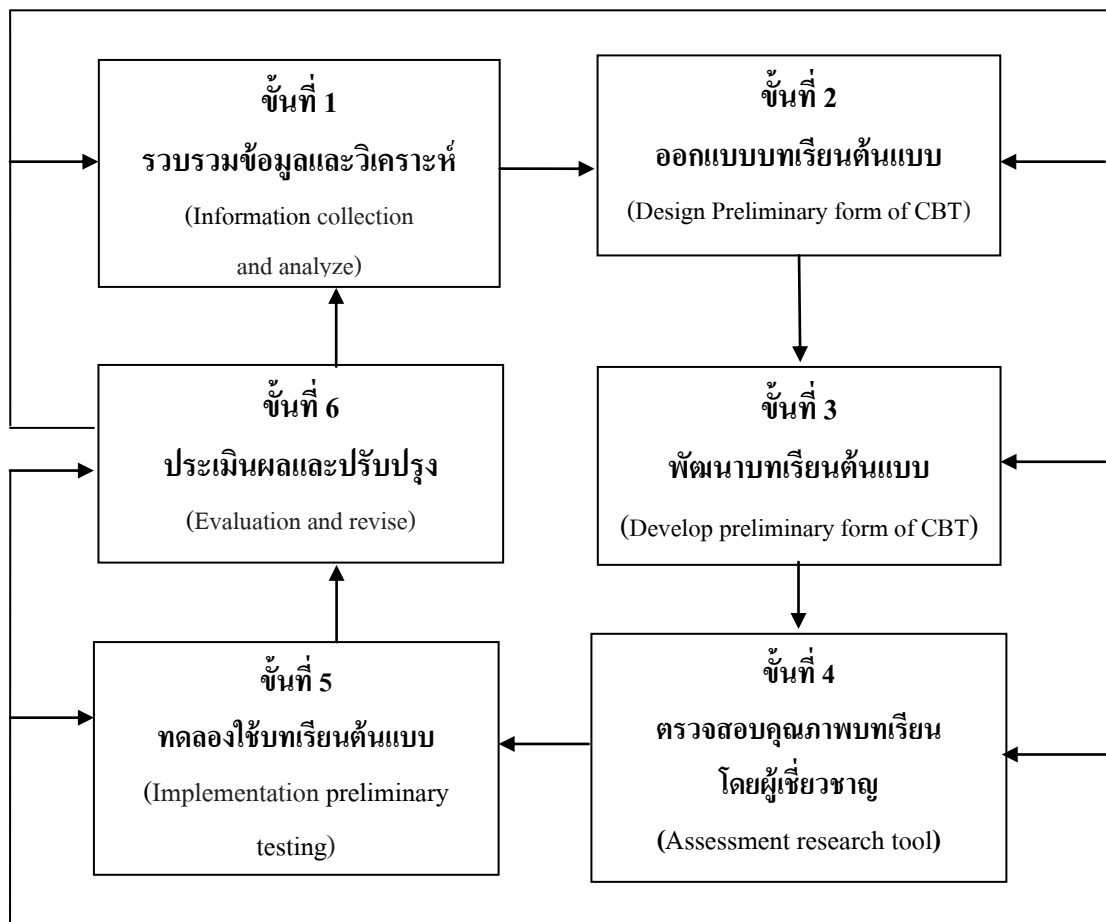 ขั้นที่ 1
รวบรวมข้อมูลและวิเคราะห์
(Information collection
and analyze)
ขั้นที่ 2
ออกแบบบทเรียนต้นแบบ
(Design Preliminary form of CBT)
ขั้นที่ 3
พัฒนาบทเรียนต้นแบบ
(Develop preliminary form of CBT)
ขั้นที่ 4
ตรวจสอบคุณภาพบทเรียน
โดยผู้เชี่ยวชาญ
(Assessment research tool)
ขั้นที่ 5
ทดลองใช้บทเรียนต้นแบบ
(Implementation preliminary
testing)
ขั้นที่ 6
ประเมินผลและปรับปรุง
(Evaluation and revise)